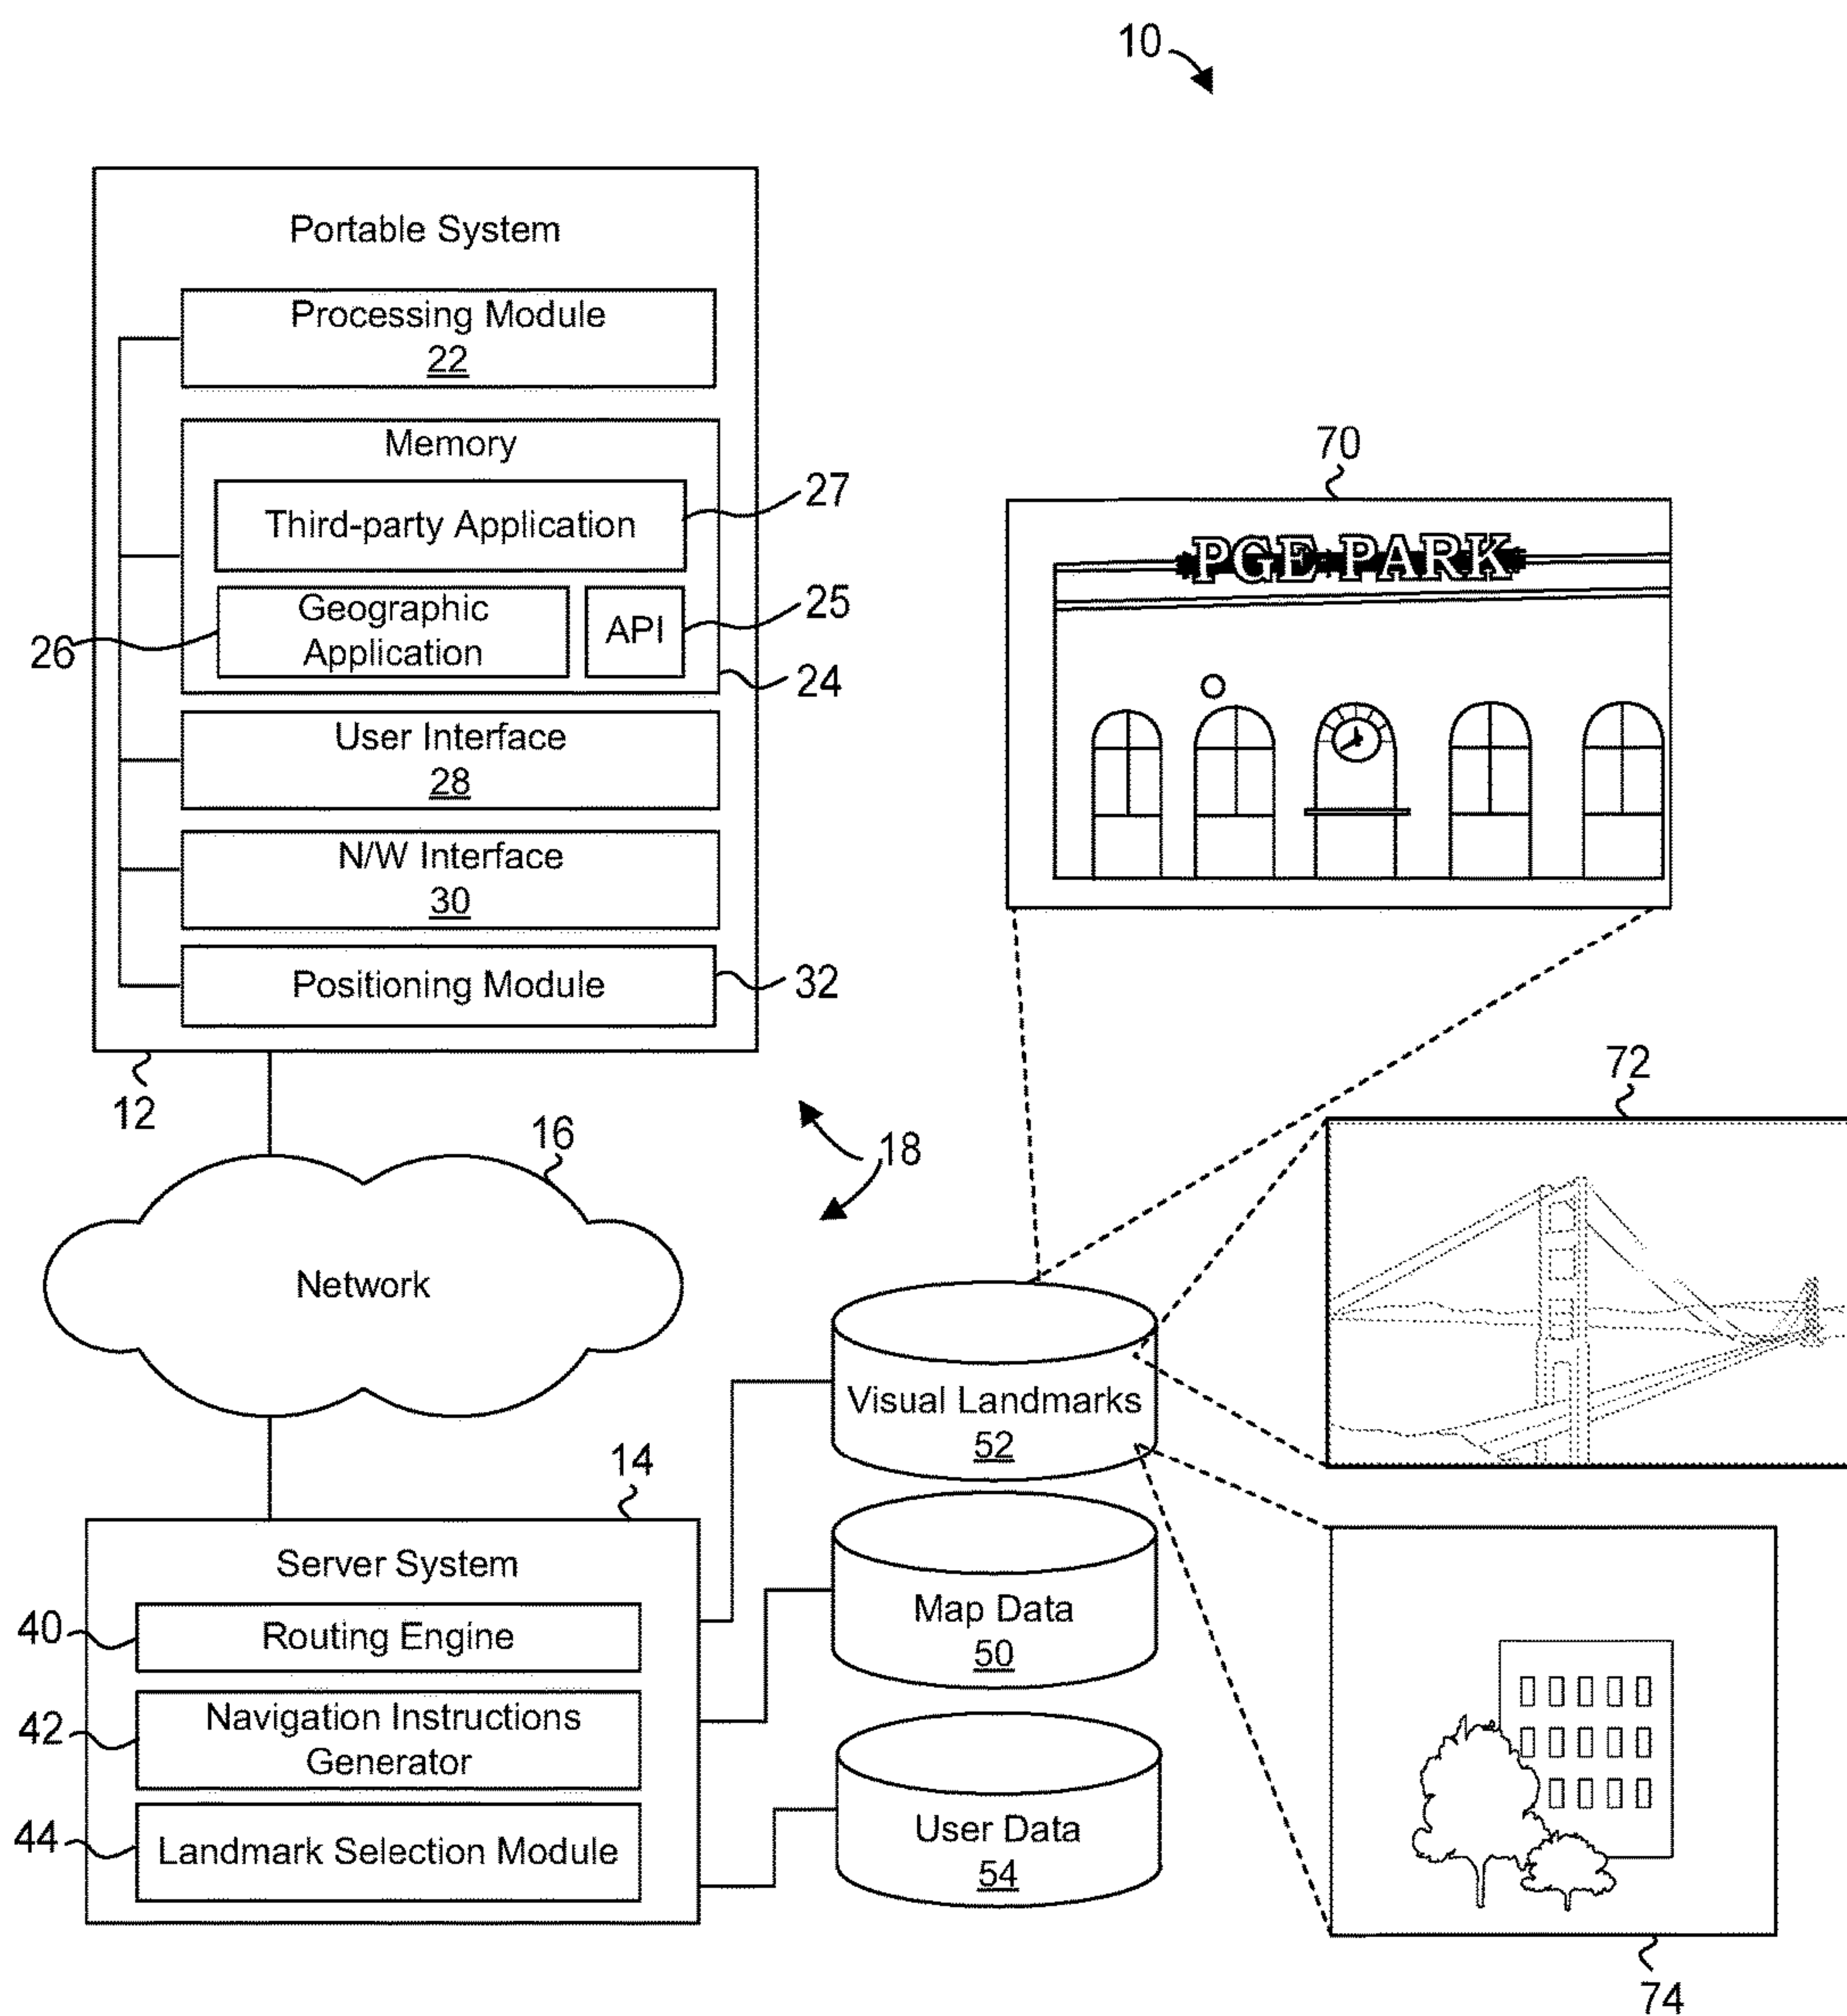 10
Portable System
Processing Module
22
Memory
Third-party Application
27
Geographic
Application
API
25
26
24
User Interface
28
N/W Interface
30
Positioning Module
32
12
70
PGE PARK
18
72
16
Network
Visual Landmarks
52
14
Server System
40
Routing Engine
Map Data
50
42
Navigation Instructions
Generator
44
Landmark Selection Module
User Data
54
74